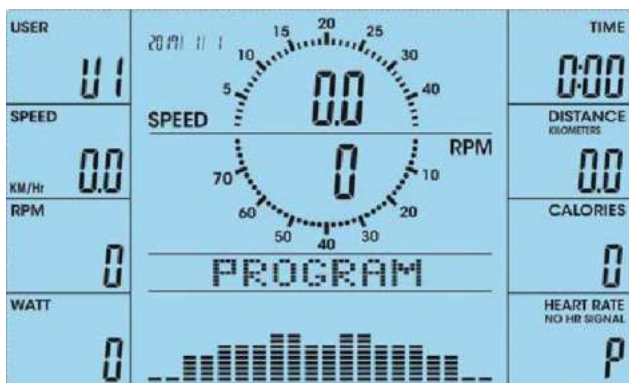 USER
U1
SPEED
KM/Hr 0.0
RPM
0
WATT
0
5 10 15 20 25 30 40
SPEED 0.0
RPM 0
70 60 50 40 30 20 10
PROGRAM
TIME
0:00
DISTANCE
KILOMETERS
0.0
CALORIES
0
HEART RATE
NO HR SIGNAL
P